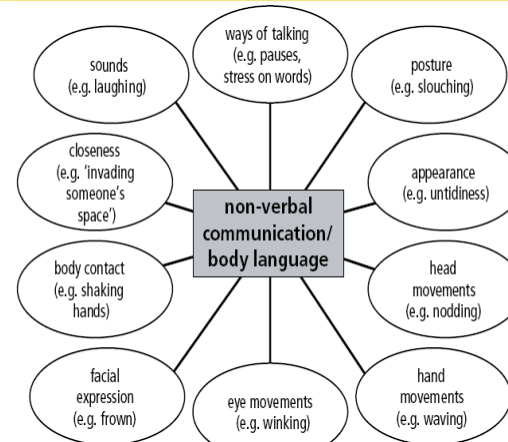 ways of talking
(e.g. pauses,
stress on words)
sounds
(e.g. laughing)
posture
(e.g. slouching)
closeness
(e.g. 'invading
someone's
space')
appearance
(e.g. untidiness)
non-verbal
communication/
body language
body contact
(e.g. shaking
hands)
head
movements
(e.g. nodding)
facial
expression
(e.g. frown)
eye movements
(e.g. winking)
hand
movements
(e.g. waving)